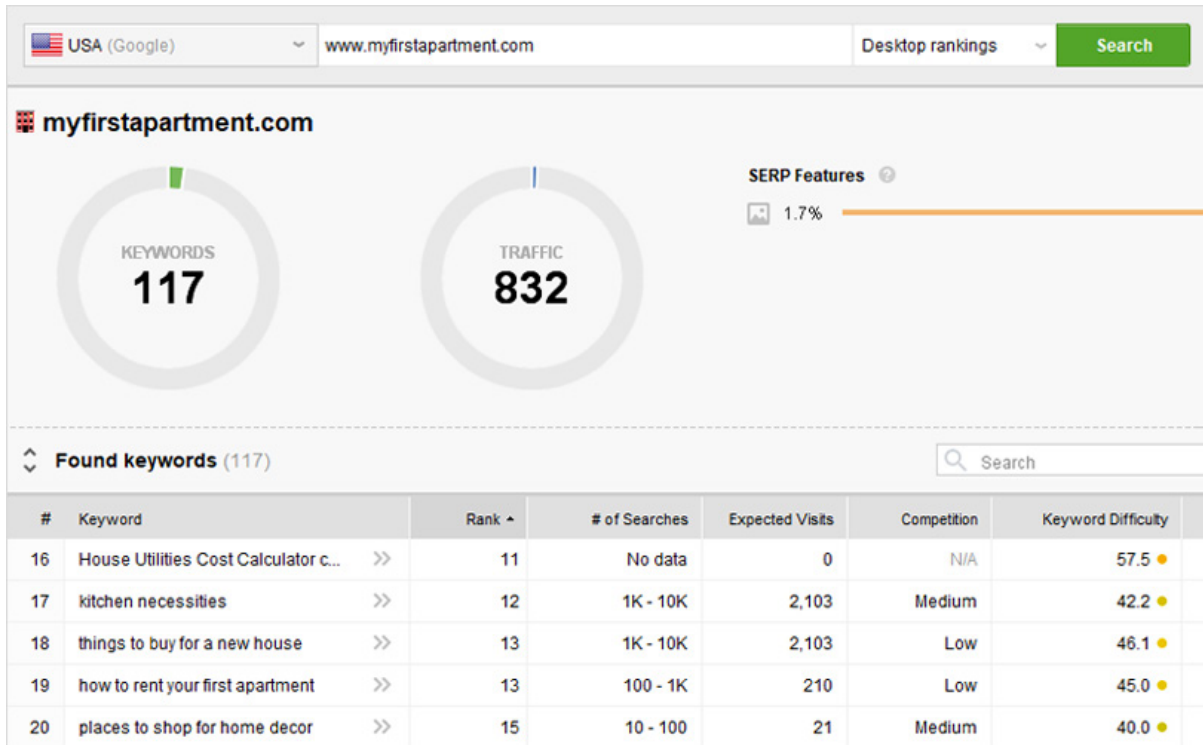 USA (Google) www.myfirstapartment.com Desktop rankings Search
myfirstapartment.com
KEYWORDS
117
TRAFFIC
832
SERP Features ?
1.7%
Found keywords (117) Search
# Keyword Rank # of Searches Expected Visits Competition Keyword Difficulty
16 House Utilities Cost Calculator c... 11 No data 0 N/A 57.5
17 kitchen necessities 12 1K - 10K 2,103 Medium 42.2
18 things to buy for a new house 13 1K - 10K 2,103 Low 46.1
19 how to rent your first apartment 13 100 - 1K 210 Low 45.0
20 places to shop for home decor 15 10 - 100 21 Medium 40.0